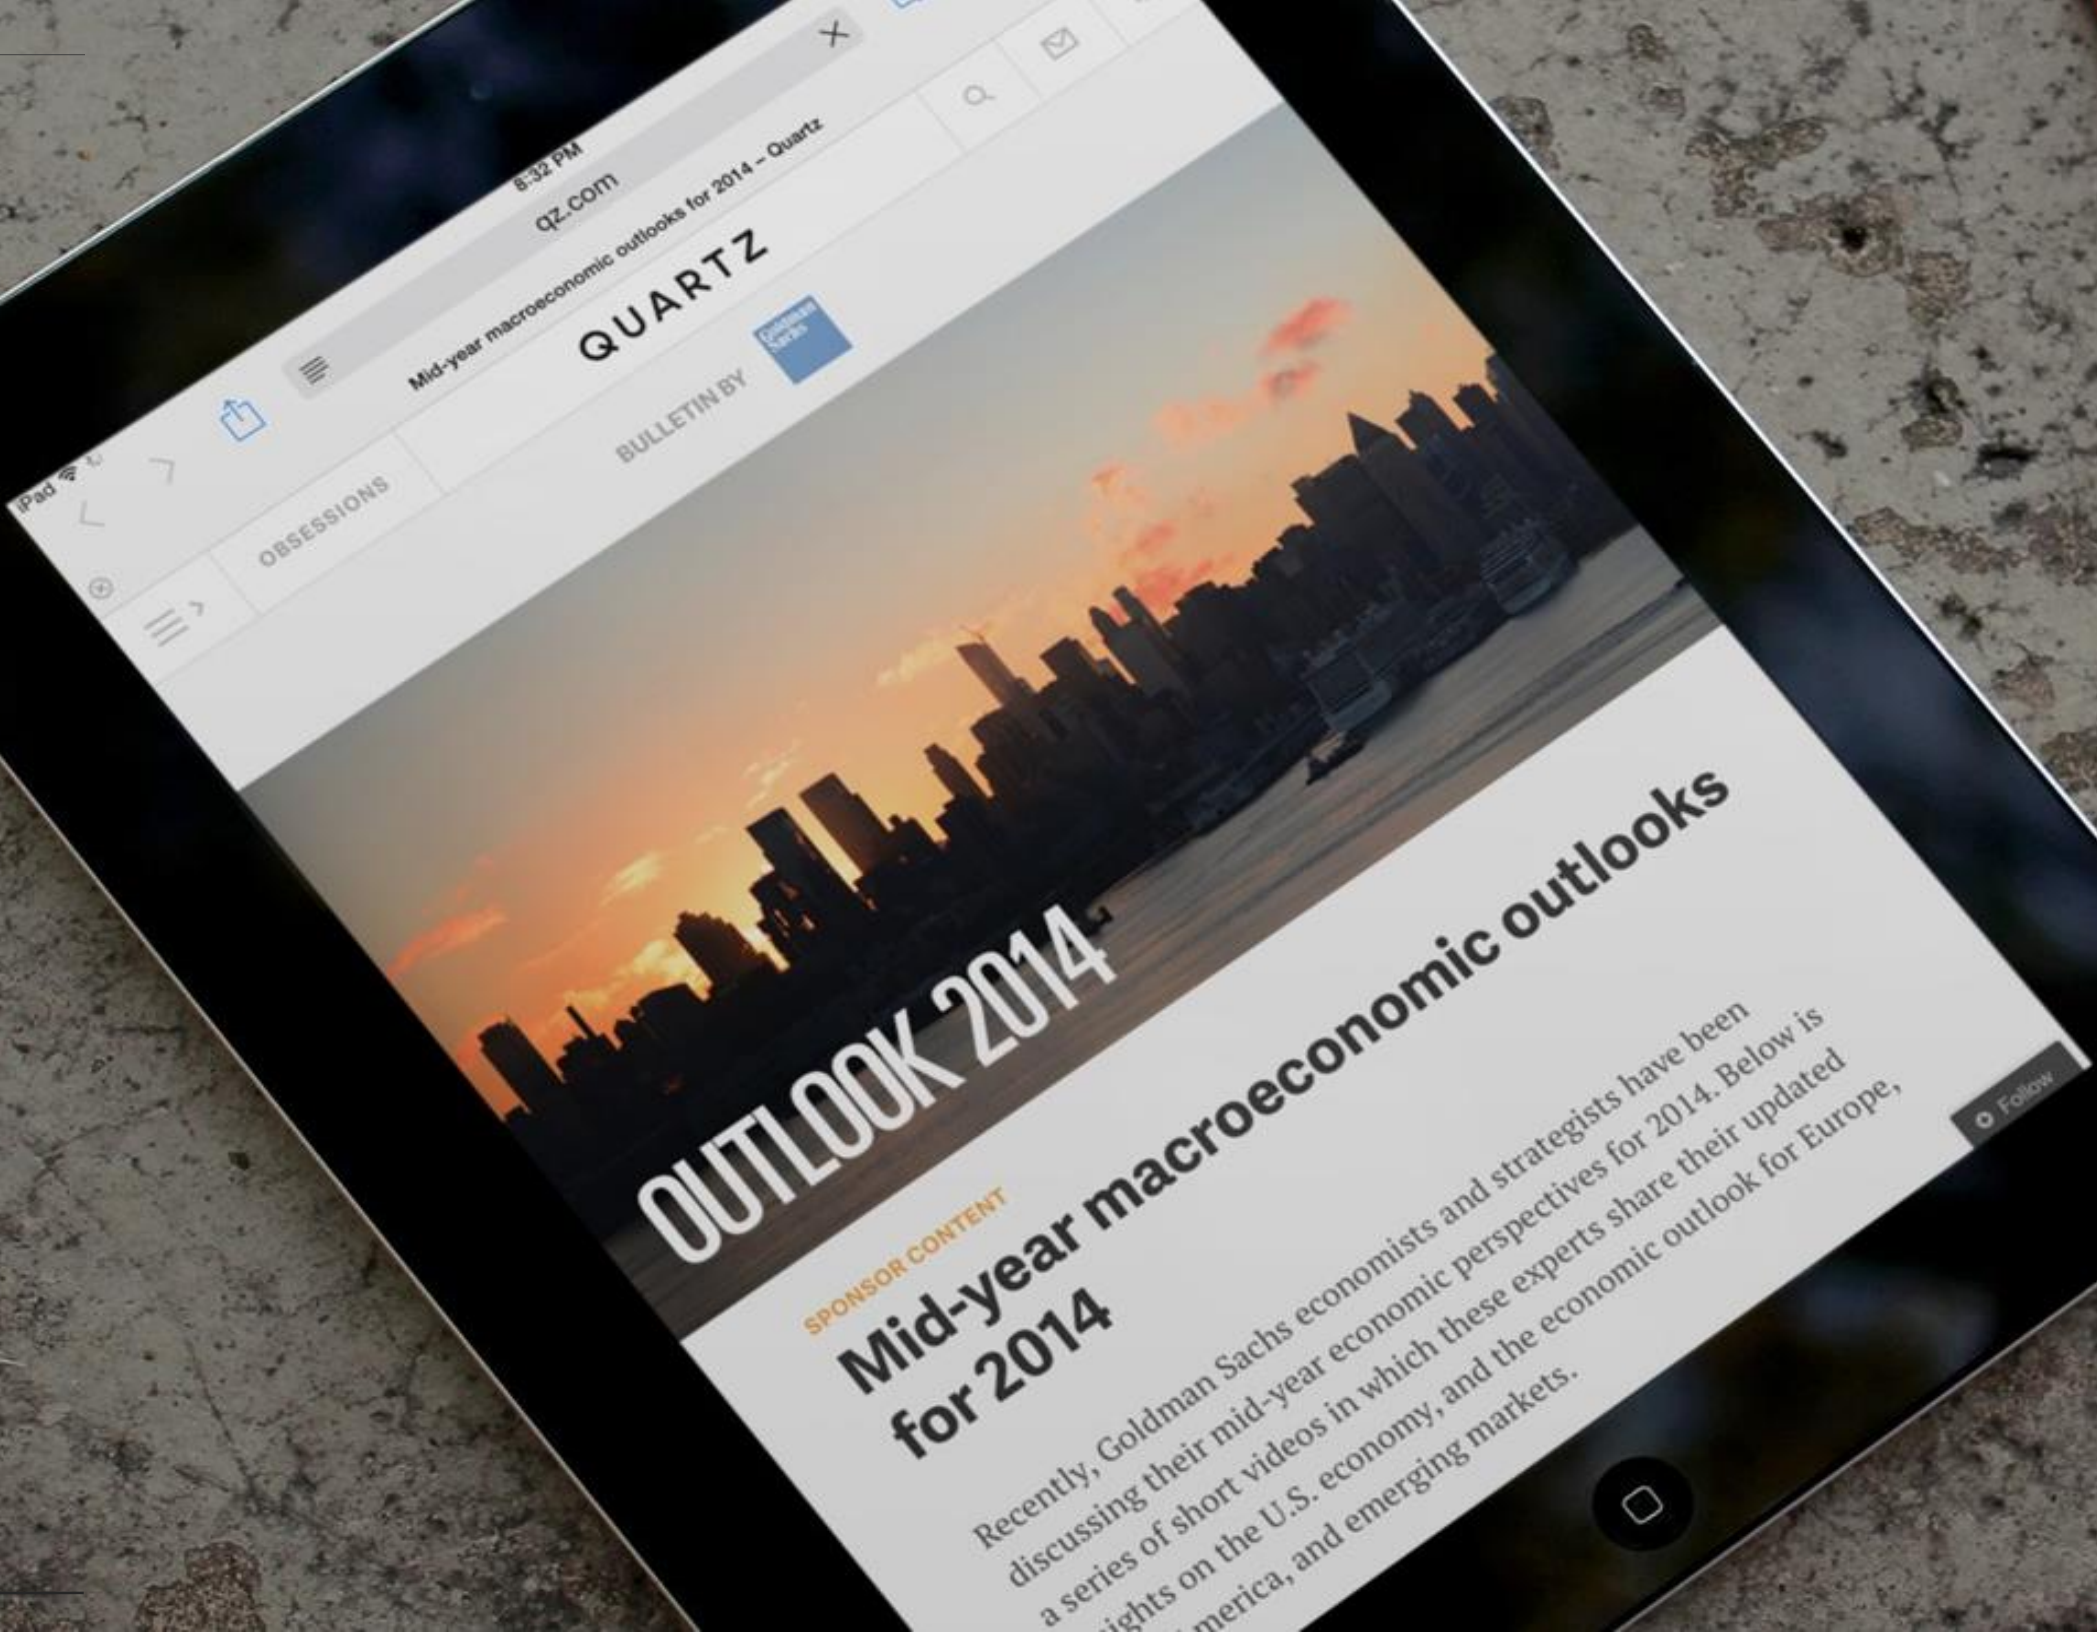 iPad
8:32 PM
qz.com
Mid-year macroeconomic outlooks for 2014 – Quartz
OBSESSIONS
QUARTZ
BULLETIN BY
Goldman
Sachs
OUTLOOK 2014
SPONSOR CONTENT
Mid-year macroeconomic outlooks
for 2014
Recently, Goldman Sachs economists and strategists have been
discussing their mid-year economic perspectives for 2014. Below is
a series of short videos in which these experts share their updated
ights on the U.S. economy, and the economic outlook for Europe,
merica, and emerging markets.
Follow